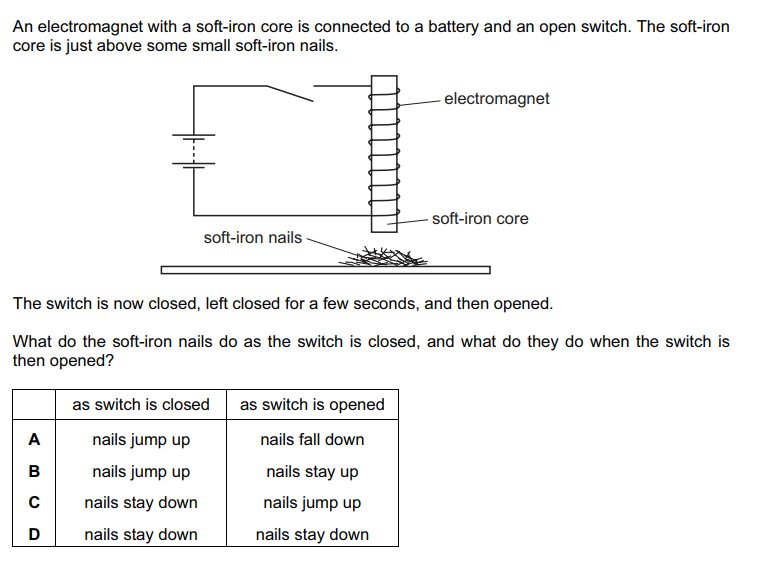 An electromagnet with a soft-iron core is connected to a battery and an open switch. The soft-iron
core is just above some small soft-iron nails.
electromagnet
soft-iron core
soft-iron nails
The switch is now closed, left closed for a few seconds, and then opened.
What do the soft-iron nails do as the switch is closed, and what do they do when the switch is
then opened?
as switch is closed as switch is opened
A nails jump up nails fall down
B nails jump up nails stay up
C nails stay down nails jump up
D nails stay down nails stay down